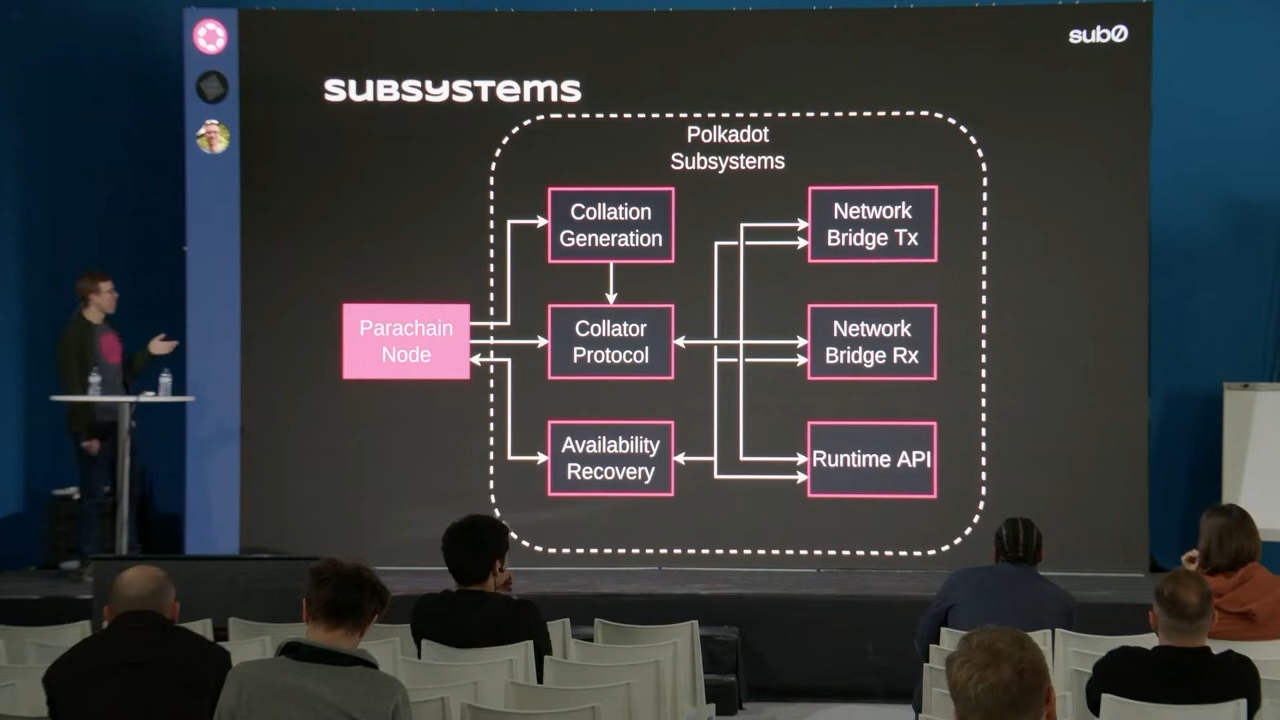 sub0
subsystems
Polkadot
Subsystems
Collation
Generation
Network
Bridge Tx
Parachain
Node
Collator
Protocol
Network
Bridge Rx
Availability
Recovery
Runtime API